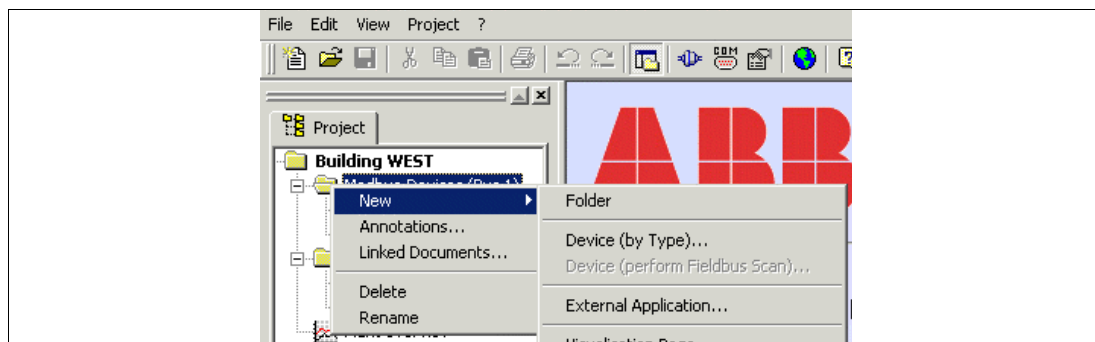 File Edit View Project ?
COM
Project
ABB
Building WEST
New
Folder
Annotations...
Device (by Type)...
Linked Documents...
Device (perform Fieldbus Scan)...
Delete
External Application...
Rename